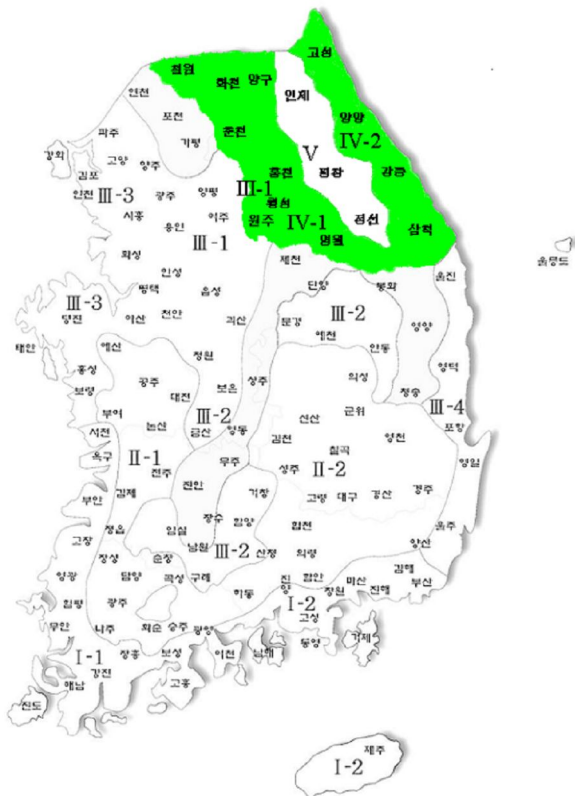 고성
철원
화천 양구
인제
연천
포천
양양
파주
춘천
IV-2
가평
강화
고양
양주
V
김포
홍천
평창
강릉
인천
III-3
광주
양평
III-1
횡성
시흥
여주
원주
IV-1
정선
삼척
용인
III-1
영월
울릉도
화성
제천
안성
단양
봉화
울진
평택
음성
III-3
III-2
당진
아산
천안
괴산
문경
예천
영양
태안
예산
안동
청원
영덕
홍성
공주
의성
상주
청송
보령
대전
보은
III-4
부여
III-2
선산
군위
포항
논산
서천
금산
영동
김천
영천
칠곡
II-1
무주
영일
옥구
전주
성주
II-2
김제
진안
거창
고령
대구
경산
경주
부안
장수
함양
울주
정읍
임실
합천
고창
남원
III-2
양산
장성
순창
산청
의령
김해
영광
담양
곡성
구례
진양
함안
마산
부산
함평
광주
하동
창원
진해
I-2
무안
고성
나주
화순
승주
광양
거제
I-1
장흥
보성
남해
통영
강진
해남
고흥
진도
제주
I-2